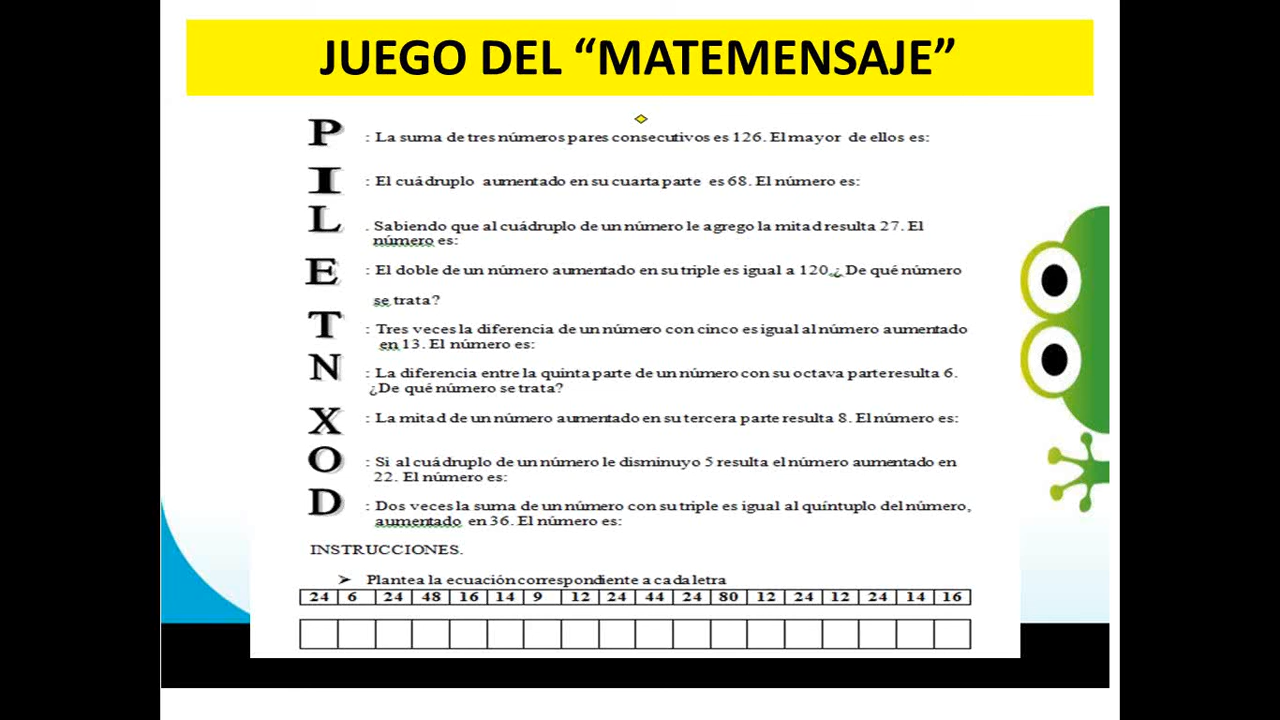 JUEGO DEL “MATEMENSAJE”
P : La suma de tres números pares consecutivos es 126. El mayor de ellos es:
I : El cuádruplo aumentado en su cuarta parte es 68. El número es:
L . Sabiendo que al cuádruplo de un número le agrego la mitad resulta 27. El
número es:
E : El doble de un número aumentado en su triple es igual a 120.¿ De qué número
se trata?
T : Tres veces la diferencia de un número con cinco es igual al número aumentado
en 13. El número es:
N : La diferencia entre la quinta parte de un número con su octava parte resulta 6.
¿De qué número se trata?
X : La mitad de un número aumentado en su tercera parte resulta 8. El número es:
O : Si al cuádruplo de un número le disminuyo 5 resulta el número aumentado en
22. El número es:
D : Dos veces la suma de un número con su triple es igual al quíntuplo del número,
aumentado en 36. El número es:
INSTRUCCIONES.
➢ Plantea la ecuación correspondiente a cada letra
24 6 24 48 16 14 9 12 24 44 24 80 12 24 12 24 14 16